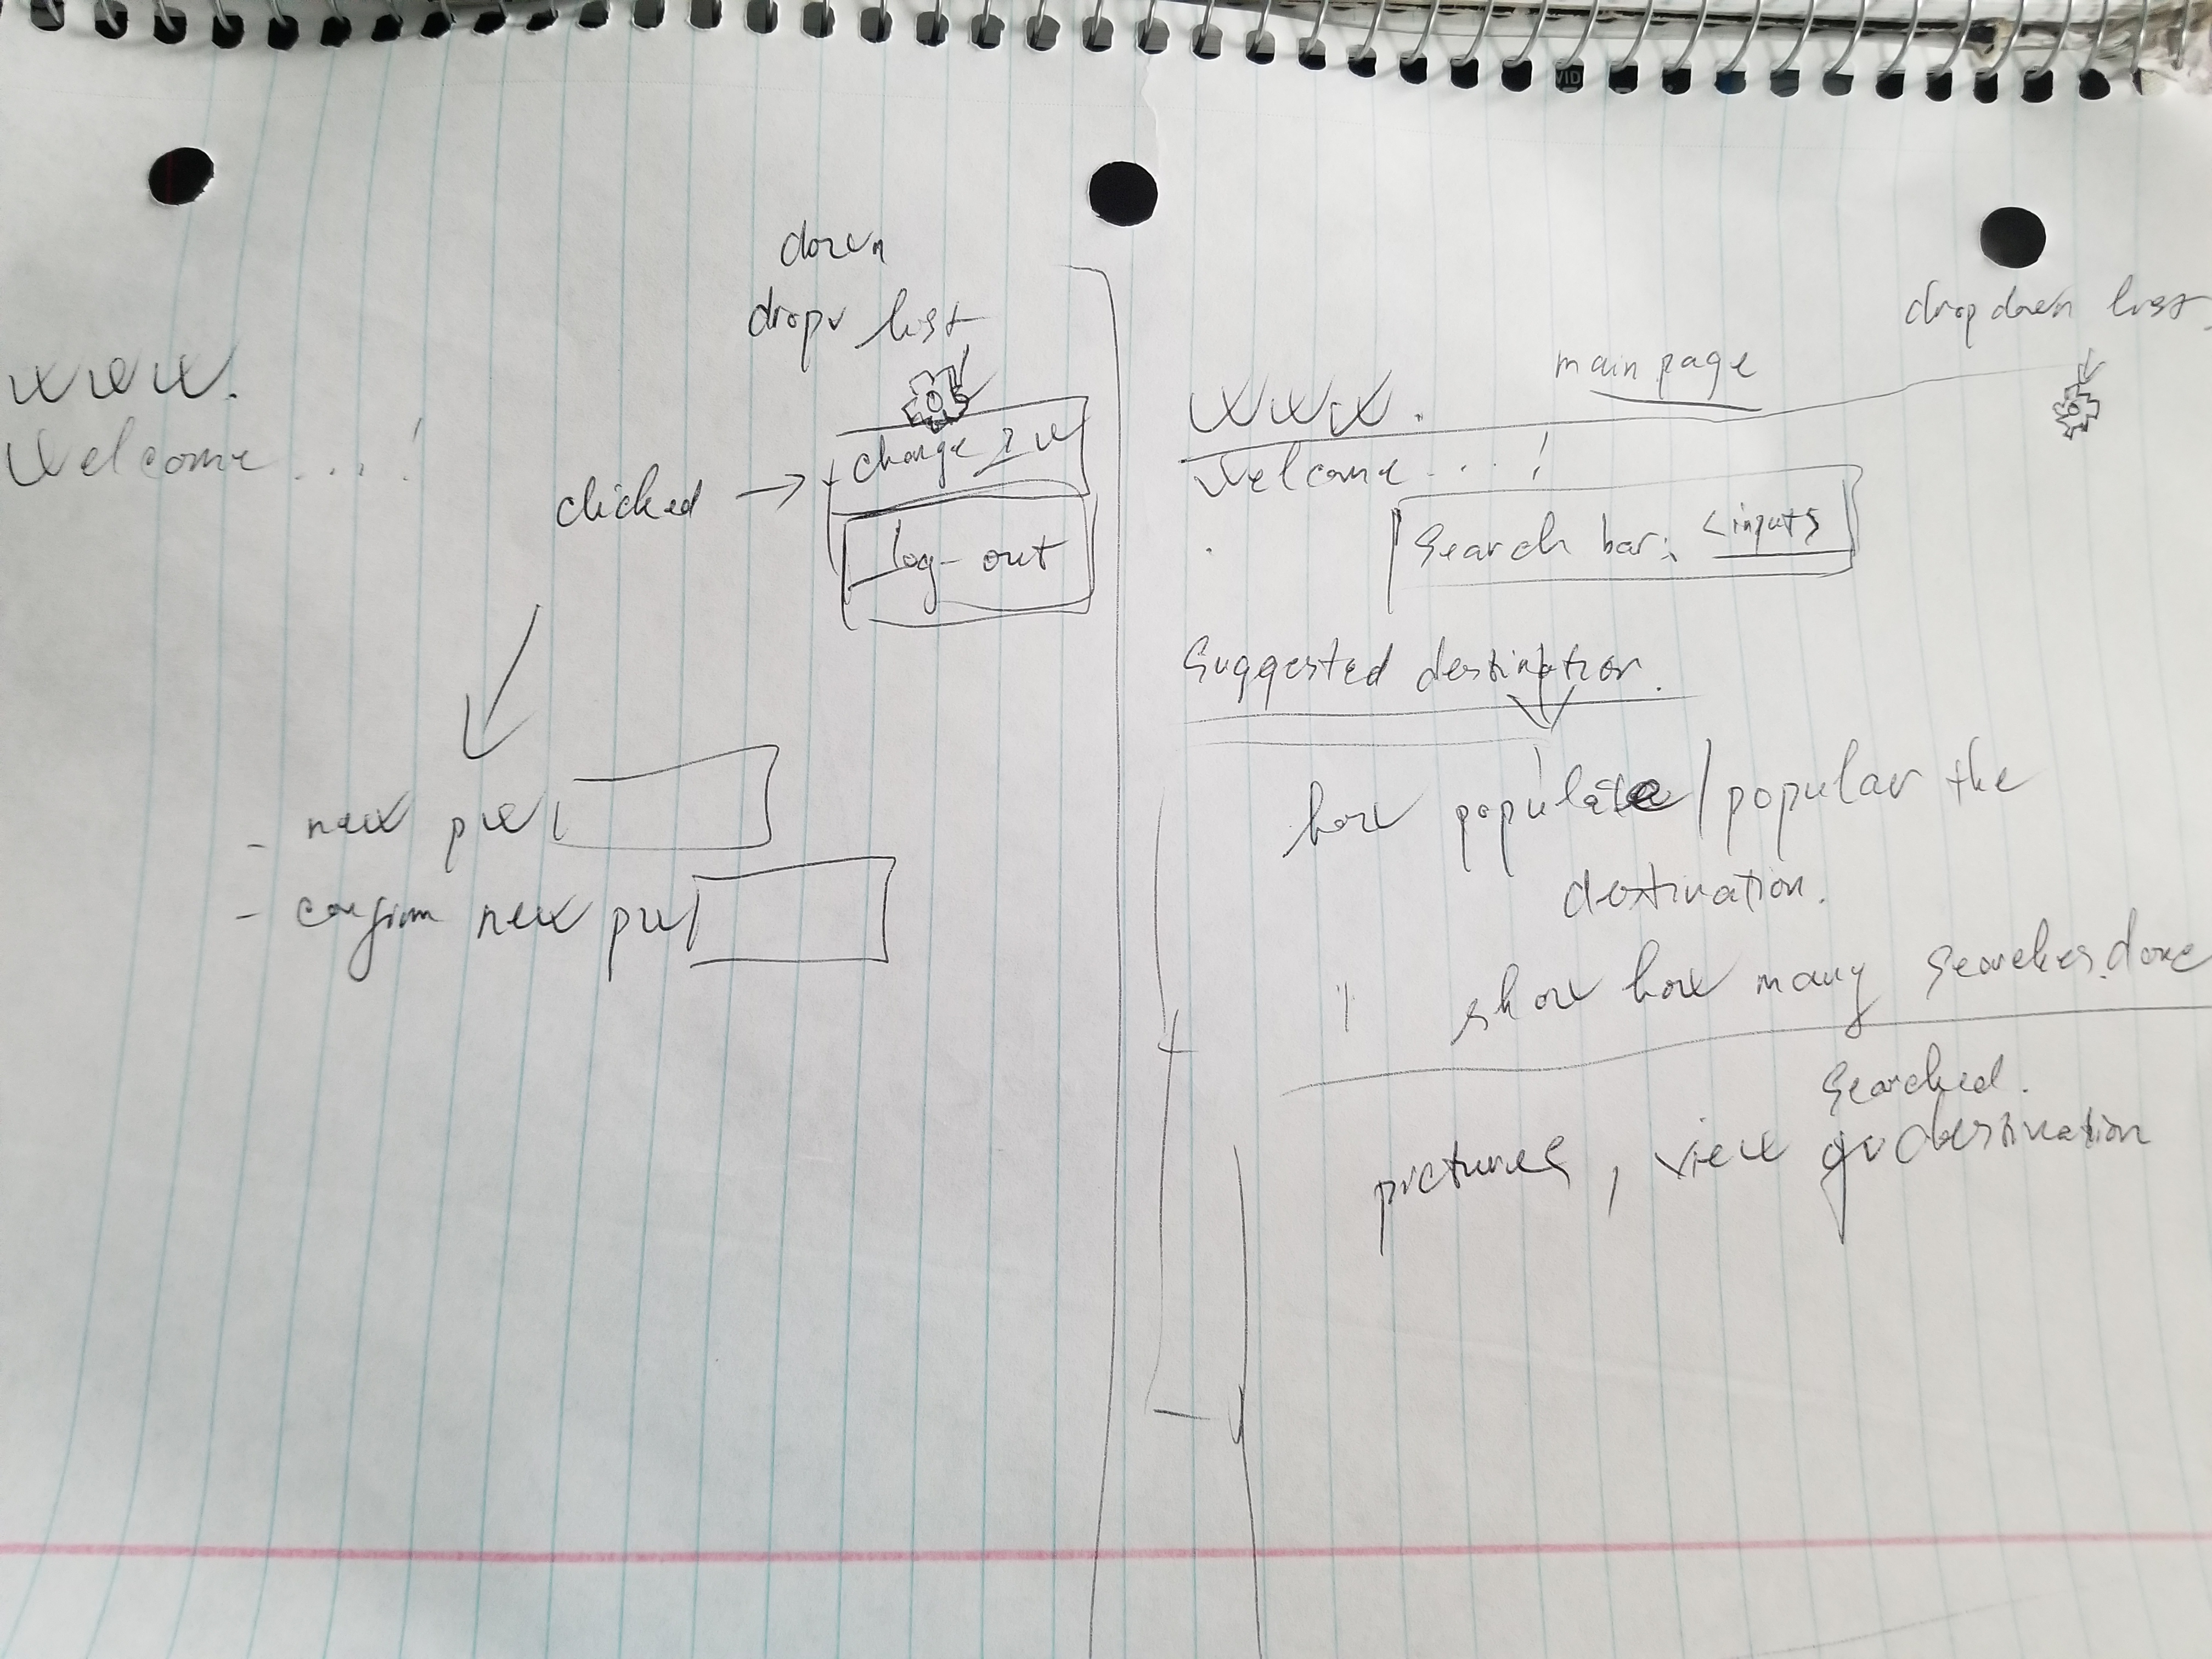 down
drop list
www.
Welcome ...!
change pw
clicked →
log-out
- new pw
- confirm new pw
drop down list
main page
www.
Welcome ...!
Search bar: <inputs
Suggested destination.
how populate/popular the
destination.
show how many searches done
searched.
pictures, view of destination